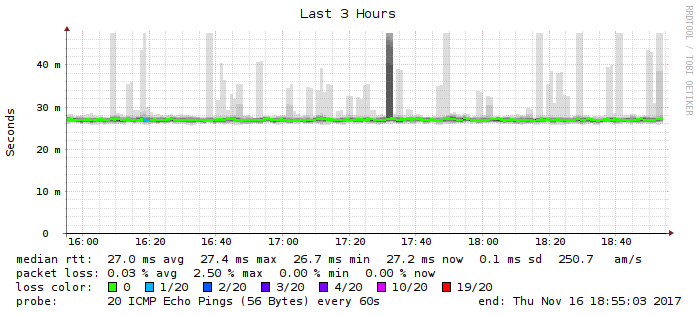 Last 3 Hours
RRDTOOL / TOBI OETIKER
Seconds
40 m
30 m
20 m
10 m
0
16:00 16:20 16:40 17:00 17:20 17:40 18:00 18:20 18:40
median rtt: 27.0 ms avg 27.4 ms max 26.7 ms min 27.2 ms now 0.1 ms sd 250.7 am/s
packet loss: 0.03 % avg 2.50 % max 0.00 % min 0.00 % now
loss color: 0 1/20 2/20 3/20 4/20 10/20 19/20
probe: 20 ICMP Echo Pings (56 Bytes) every 60s end: Thu Nov 16 18:55:03 2017